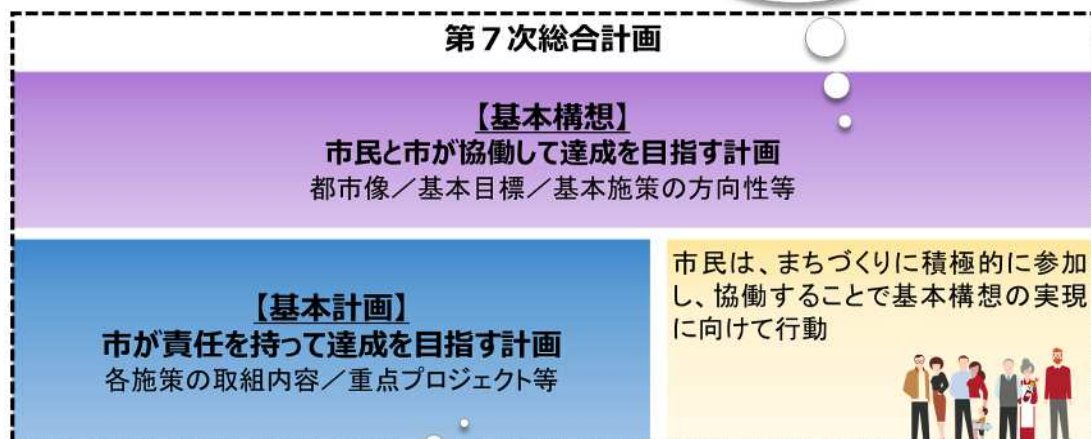 第７次総合計画
【基本構想】
市民と市が協働して達成を目指す計画
都市像／基本目標／基本施策の方向性等
【基本計画】
市が責任を持って達成を目指す計画
各施策の取組内容／重点プロジェクト等
市民は、まちづくりに積極的に参加
し、協働することで基本構想の実現
に向けて行動